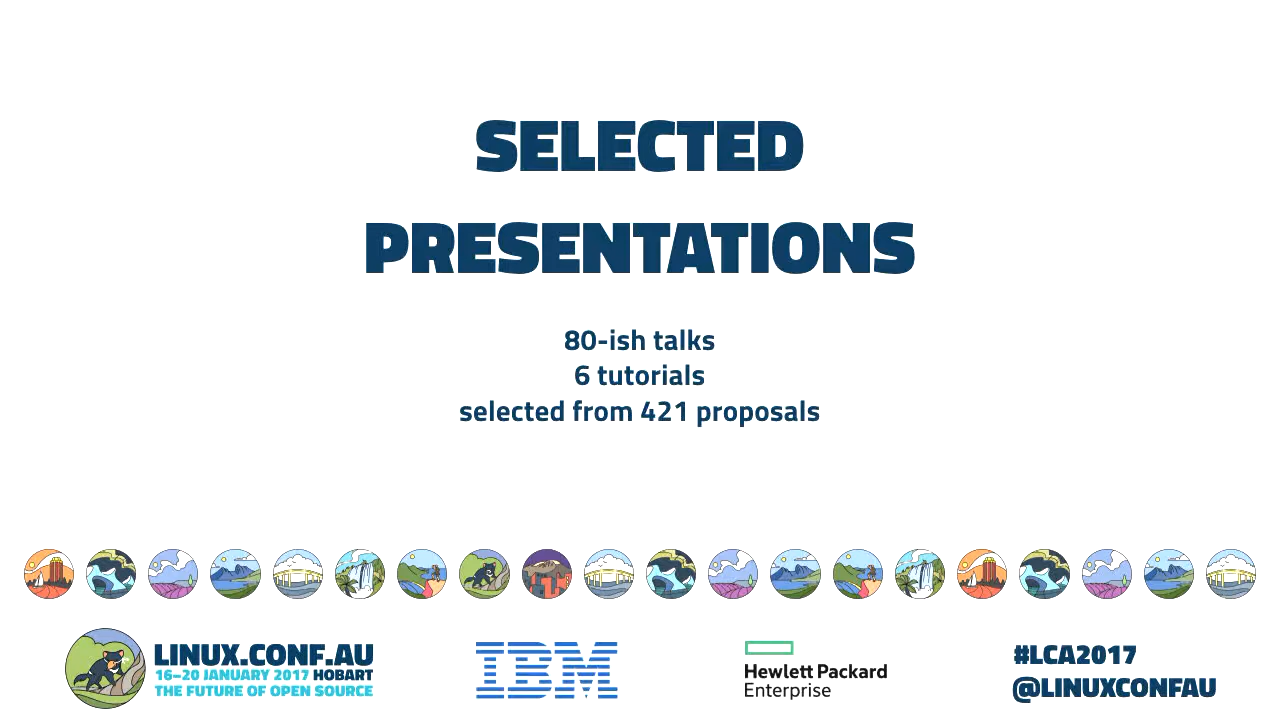 SELECTED
PRESENTATIONS
80-ish talks
6 tutorials
selected from 421 proposals
LINUX.CONF.AU
16–20 JANUARY 2017 HOBART
THE FUTURE OF OPEN SOURCE
IBM
Hewlett Packard
Enterprise
#LCA2017
@LINUXCONFAU